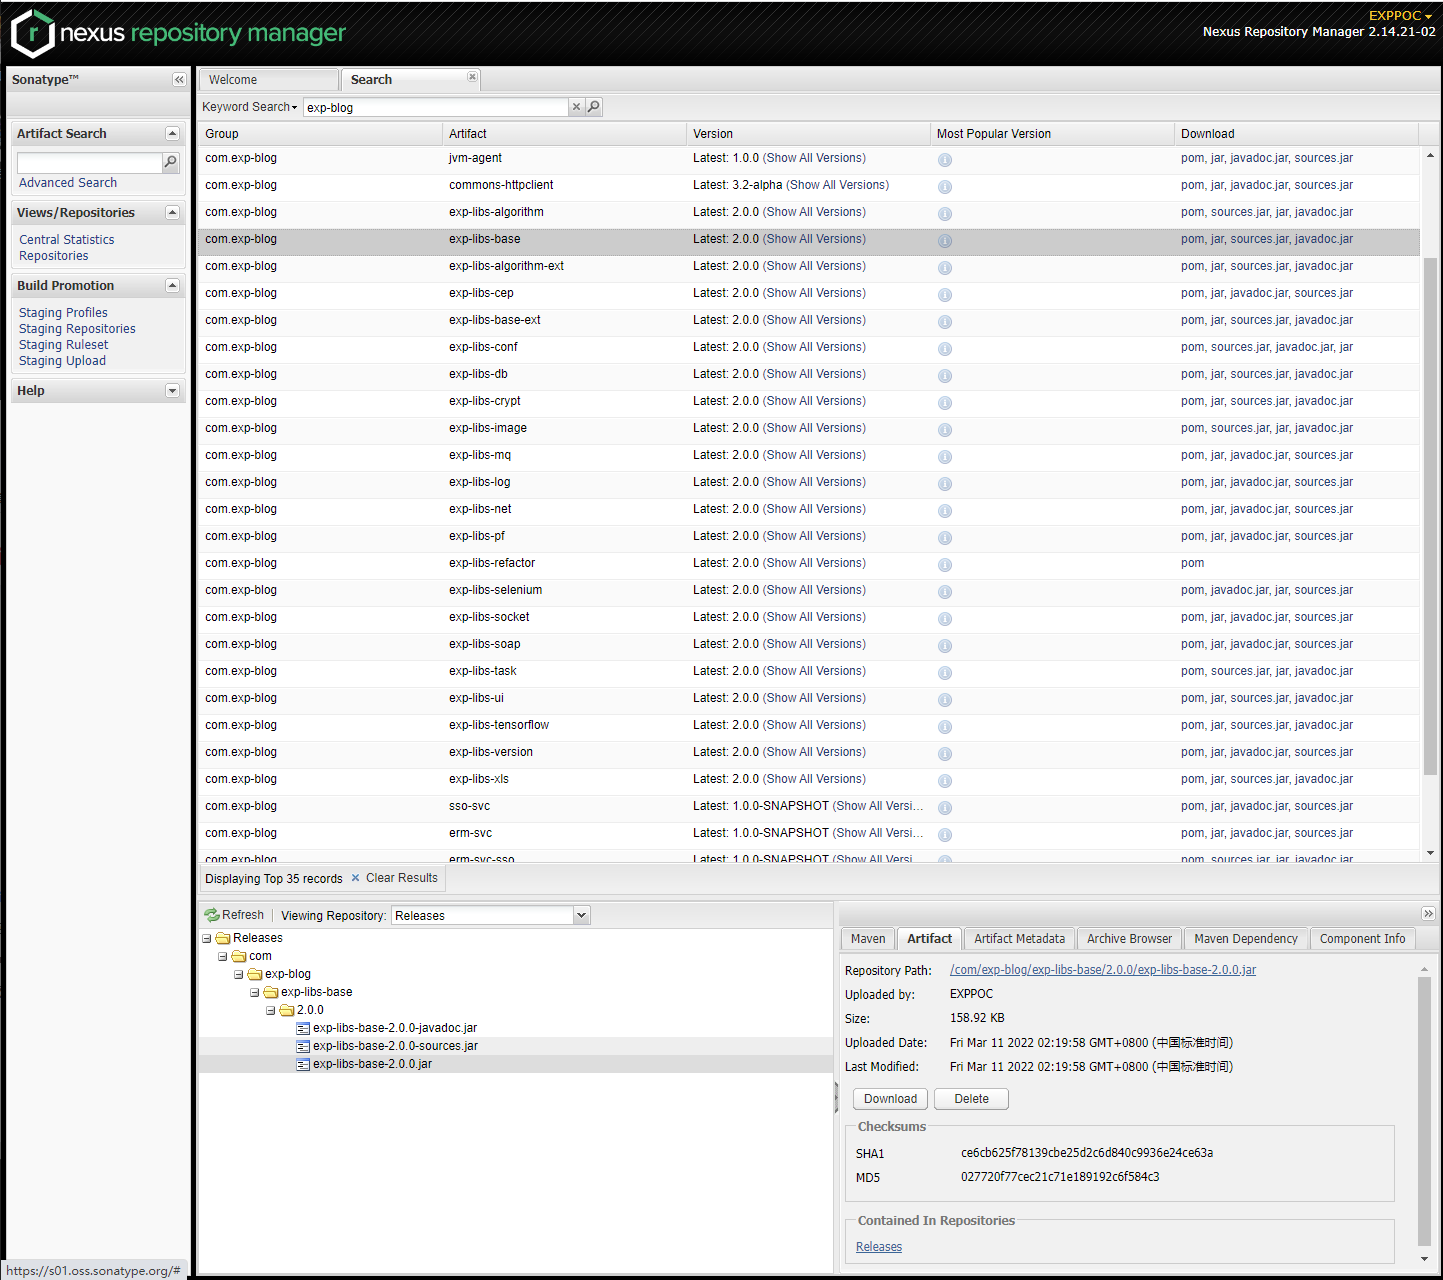 EXPPOC
nexus repository manager
Nexus Repository Manager 2.14.21-02
Sonatype™
Artifact Search
Advanced Search
Views/Repositories
Central Statistics
Repositories
Build Promotion
Staging Profiles
Staging Repositories
Staging Ruleset
Staging Upload
Help
Welcome Search
Keyword Search exp-blog
Group Artifact Version Most Popular Version Download
com.exp-blog jvm-agent Latest: 1.0.0 (Show All Versions) pom, jar, javadoc.jar, sources.jar
com.exp-blog commons-httpclient Latest: 3.2-alpha (Show All Versions) pom, jar, javadoc.jar, sources.jar
com.exp-blog exp-libs-algorithm Latest: 2.0.0 (Show All Versions) pom, sources.jar, jar, javadoc.jar
com.exp-blog exp-libs-base Latest: 2.0.0 (Show All Versions) pom, jar, sources.jar, javadoc.jar
com.exp-blog exp-libs-algorithm-ext Latest: 2.0.0 (Show All Versions) pom, jar, javadoc.jar, sources.jar
com.exp-blog exp-libs-cep Latest: 2.0.0 (Show All Versions) pom, jar, javadoc.jar, sources.jar
com.exp-blog exp-libs-base-ext Latest: 2.0.0 (Show All Versions) pom, jar, sources.jar, javadoc.jar
com.exp-blog exp-libs-conf Latest: 2.0.0 (Show All Versions) pom, sources.jar, javadoc.jar, jar
com.exp-blog exp-libs-db Latest: 2.0.0 (Show All Versions) pom, jar, sources.jar, javadoc.jar
com.exp-blog exp-libs-crypt Latest: 2.0.0 (Show All Versions) pom, jar, sources.jar, javadoc.jar
com.exp-blog exp-libs-image Latest: 2.0.0 (Show All Versions) pom, sources.jar, jar, javadoc.jar
com.exp-blog exp-libs-mq Latest: 2.0.0 (Show All Versions) pom, jar, javadoc.jar, sources.jar
com.exp-blog exp-libs-log Latest: 2.0.0 (Show All Versions) pom, jar, javadoc.jar, sources.jar
com.exp-blog exp-libs-net Latest: 2.0.0 (Show All Versions) pom, jar, javadoc.jar, sources.jar
com.exp-blog exp-libs-pf Latest: 2.0.0 (Show All Versions) pom, jar, javadoc.jar, sources.jar
com.exp-blog exp-libs-refactor Latest: 2.0.0 (Show All Versions) pom
com.exp-blog exp-libs-selenium Latest: 2.0.0 (Show All Versions) pom, javadoc.jar, jar, sources.jar
com.exp-blog exp-libs-socket Latest: 2.0.0 (Show All Versions) pom, jar, javadoc.jar, sources.jar
com.exp-blog exp-libs-soap Latest: 2.0.0 (Show All Versions) pom, jar, javadoc.jar, sources.jar
com.exp-blog exp-libs-task Latest: 2.0.0 (Show All Versions) pom, sources.jar, jar, javadoc.jar
com.exp-blog exp-libs-ui Latest: 2.0.0 (Show All Versions) pom, jar, sources.jar, javadoc.jar
com.exp-blog exp-libs-tensorflow Latest: 2.0.0 (Show All Versions) pom, jar, sources.jar, javadoc.jar
com.exp-blog exp-libs-version Latest: 2.0.0 (Show All Versions) pom, jar, javadoc.jar, sources.jar
com.exp-blog exp-libs-xls Latest: 2.0.0 (Show All Versions) pom, jar, sources.jar, javadoc.jar
com.exp-blog sso-svc Latest: 1.0.0-SNAPSHOT (Show All Versi... pom, jar, javadoc.jar, sources.jar
com.exp-blog erm-svc Latest: 1.0.0-SNAPSHOT (Show All Versi... pom, jar, javadoc.jar, sources.jar
com.exp-blog erm-svc-sso Latest: 1.0.0-SNAPSHOT (Show All Versi... pom, sources.jar, jar, javadoc.jar
Displaying Top 35 records Clear Results
Refresh Viewing Repository: Releases
Releases
com
exp-blog
exp-libs-base
2.0.0
exp-libs-base-2.0.0-javadoc.jar
exp-libs-base-2.0.0-sources.jar
exp-libs-base-2.0.0.jar
Maven Artifact Artifact Metadata Archive Browser Maven Dependency Component Info
Repository Path: /com/exp-blog/exp-libs-base/2.0.0/exp-libs-base-2.0.0.jar
Uploaded by: EXPPOC
Size: 158.92 KB
Uploaded Date: Fri Mar 11 2022 02:19:58 GMT+0800 (中国标准时间)
Last Modified: Fri Mar 11 2022 02:19:58 GMT+0800 (中国标准时间)
Download Delete
Checksums
SHA1 ce6cb625f78139cbe25d2c6d840c9936e24ce63a
MD5 027720f77cec21c71e189192c6f584c3
Contained In Repositories
Releases
https://s01.oss.sonatype.org/#